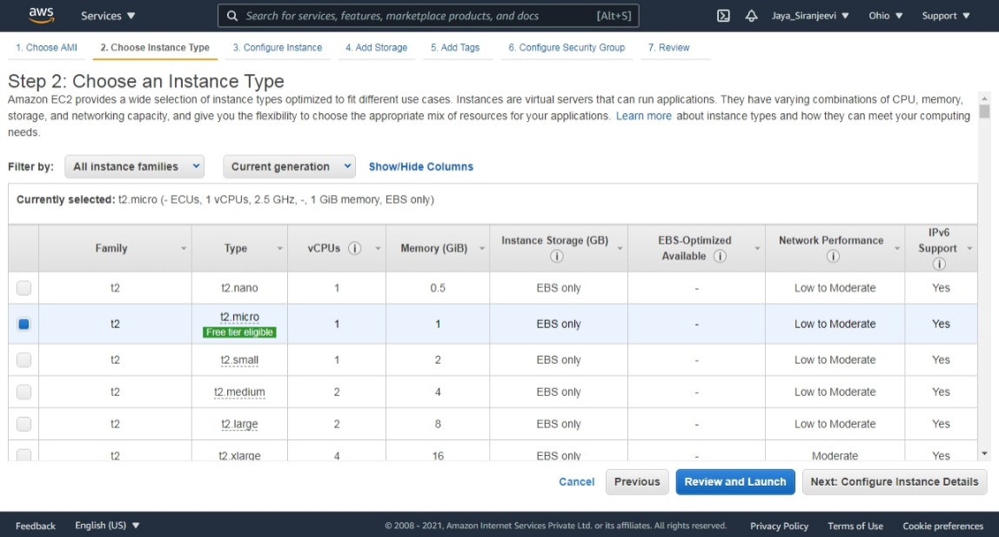 aws Services Search for services, features, marketplace products, and docs [Alt+S] Jaya_Siranjeevi Ohio Support
1. Choose AMI 2. Choose Instance Type 3. Configure Instance 4. Add Storage 5. Add Tags 6. Configure Security Group 7. Review
Step 2: Choose an Instance Type
Amazon EC2 provides a wide selection of instance types optimized to fit different use cases. Instances are virtual servers that can run applications. They have varying combinations of CPU, memory,
storage, and networking capacity, and give you the flexibility to choose the appropriate mix of resources for your applications. Learn more about instance types and how they can meet your computing
needs.
Filter by: All instance families Current generation Show/Hide Columns
Currently selected: t2.micro (- ECUs, 1 vCPUs, 2.5 GHz, -, 1 GiB memory, EBS only)
Family Type vCPUs Memory (GiB) Instance Storage (GB) EBS-Optimized Available Network Performance IPv6 Support
t2 t2.nano 1 0.5 EBS only - Low to Moderate Yes
t2 t2.micro Free tier eligible 1 1 EBS only - Low to Moderate Yes
t2 t2.small 1 2 EBS only - Low to Moderate Yes
t2 t2.medium 2 4 EBS only - Low to Moderate Yes
t2 t2.large 2 8 EBS only - Low to Moderate Yes
t2 t2.xlarge 4 16 EBS only - Moderate Yes
Cancel Previous Review and Launch Next: Configure Instance Details
Feedback English (US) © 2008 - 2021, Amazon Internet Services Private Ltd. or its affiliates. All rights reserved. Privacy Policy Terms of Use Cookie preferences